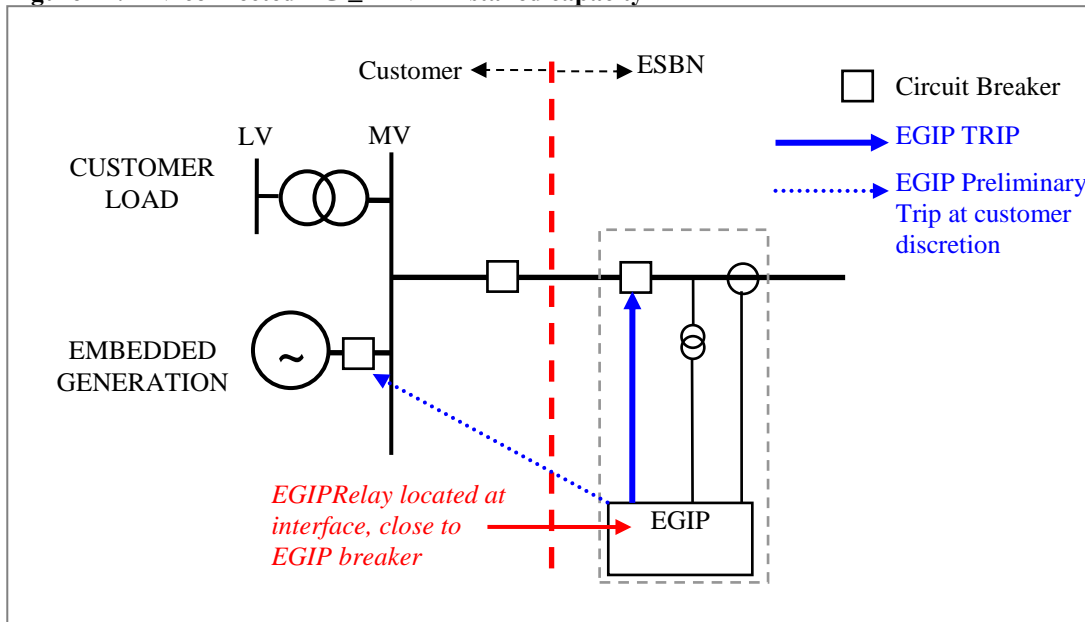 Customer
ESBN
Circuit Breaker
EGIP TRIP
EGIP Preliminary
Trip at customer
discretion
LV
MV
CUSTOMER
LOAD
EMBEDDED
GENERATION
~
EGIPRelay located at
interface, close to
EGIP breaker
EGIP